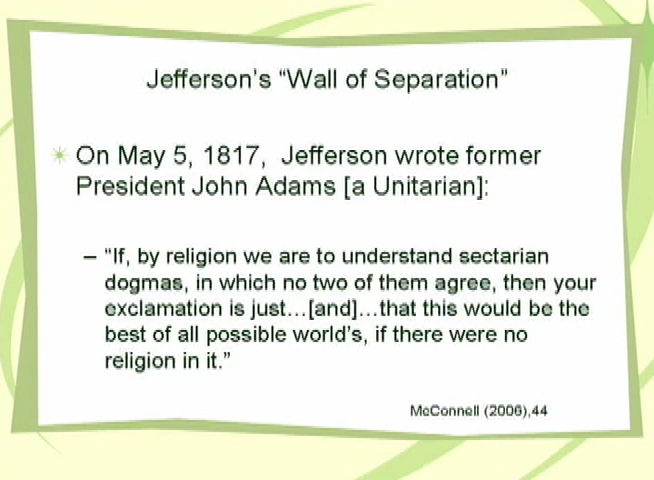 Jefferson's “Wall of Separation”
On May 5, 1817, Jefferson wrote former
President John Adams [a Unitarian]:
– “If, by religion we are to understand sectarian
dogmas, in which no two of them agree, then your
exclamation is just…[and]…that this would be the
best of all possible world's, if there were no
religion in it.”
McConnell (2006),44